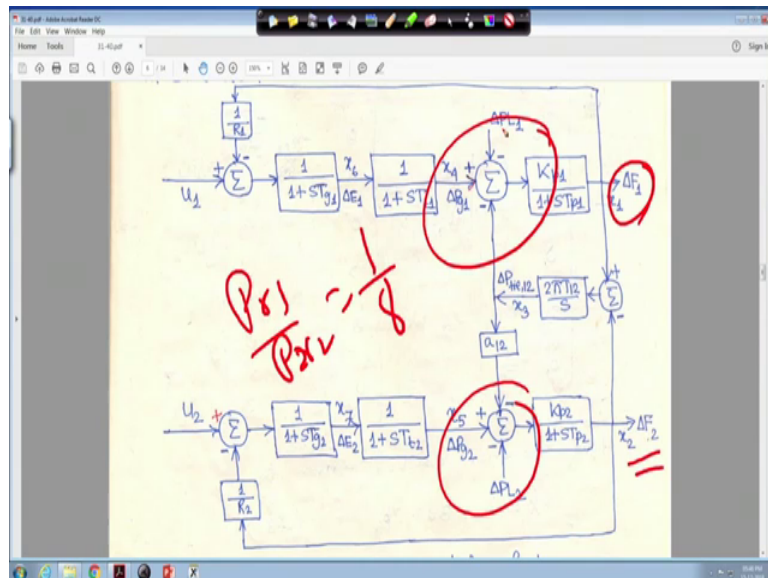 31-40.pdf - Adobe Acrobat Reader DC
File Edit View Window Help
Home Tools 31-40.pdf × Sign In
1/R1
ΔPL1
U1 + - Σ 1/(1+STg1) x6 ΔE1 1/(1+STt1) x4 ΔPg1 + - - Σ Kp1/(1+STp1) ΔF1 x1
Pr1/Pr2 = 1/8
ΔPtie,12 x3 2πT12/S Σ + -
a12
U2 + - Σ 1/(1+STg2) x7 ΔE2 1/(1+STt2) x5 ΔPg2 + - - Σ Kp2/(1+STp2) ΔF2 x2
ΔPL2
1/R2